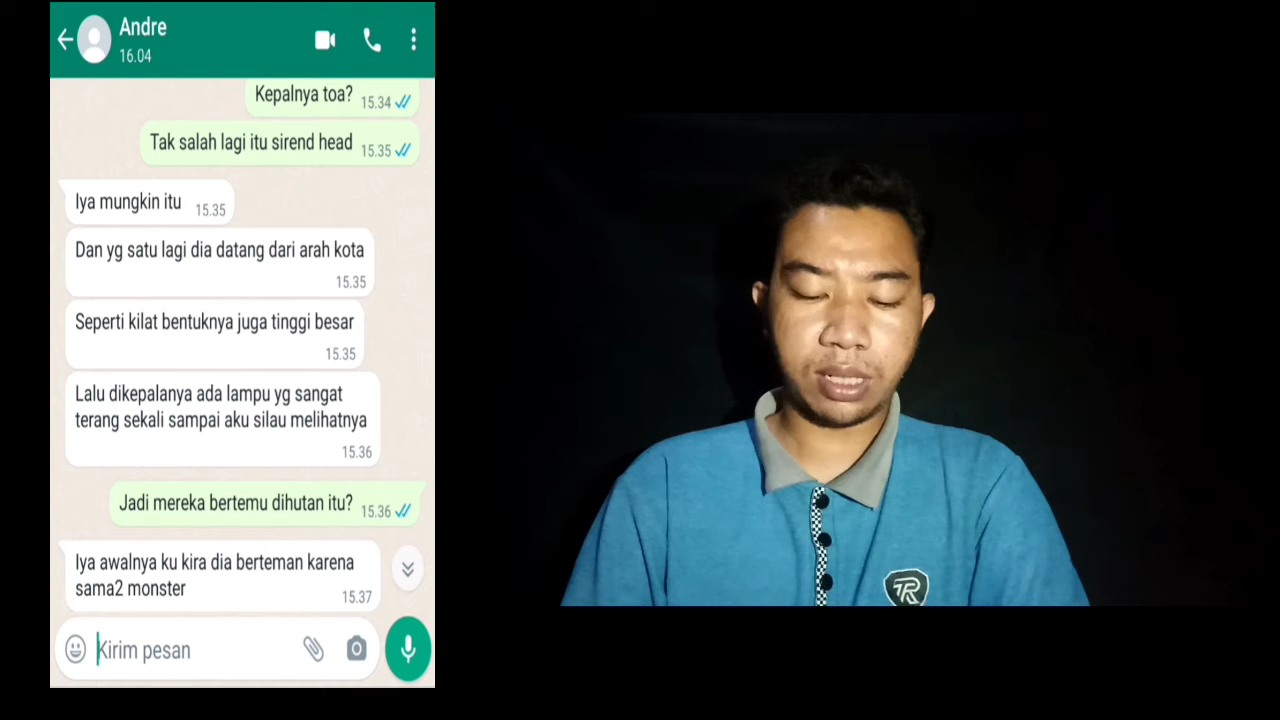 Andre
16.04
Kepalnya toa? 15.34
Tak salah lagi itu sirend head 15.35
Iya mungkin itu 15.35
Dan yg satu lagi dia datang dari arah kota
15.35
Seperti kilat bentuknya juga tinggi besar
15.35
Lalu dikepalanya ada lampu yg sangat
terang sekali sampai aku silau melihatnya
15.36
Jadi mereka bertemu dihutan itu? 15.36
Iya awalnya ku kira dia berteman karena
sama2 monster
15.37
Kirim pesan
TR